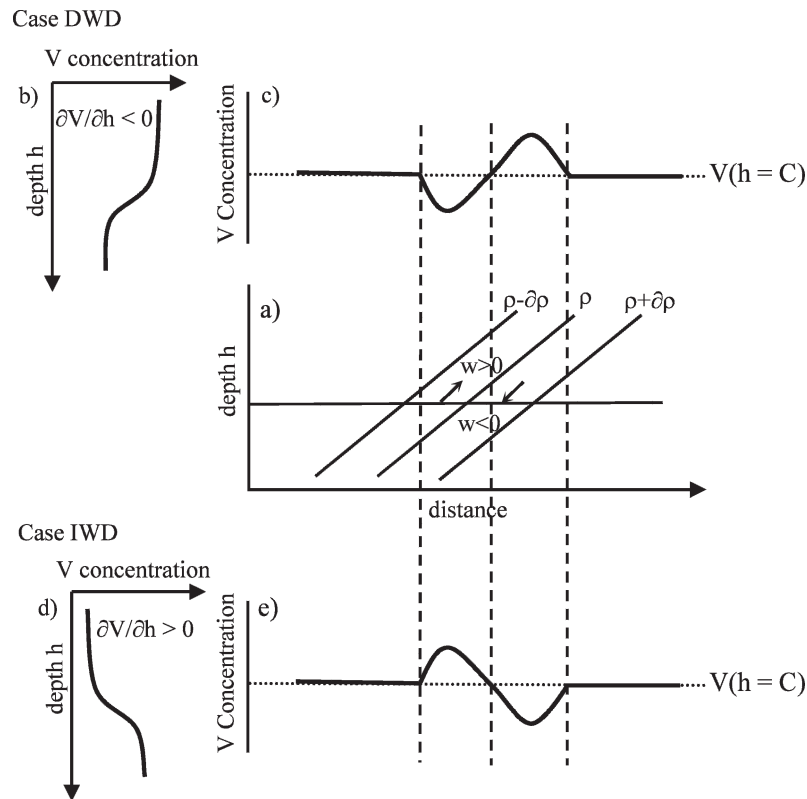 Case DWD
V concentration
b)
∂V/∂h < 0
depth h
c)
V Concentration
V(h = C)
a)
ρ-∂ρ
ρ
ρ+∂ρ
w>0
w<0
depth h
distance
Case IWD
V concentration
d)
∂V/∂h > 0
depth h
e)
V Concentration
V(h = C)